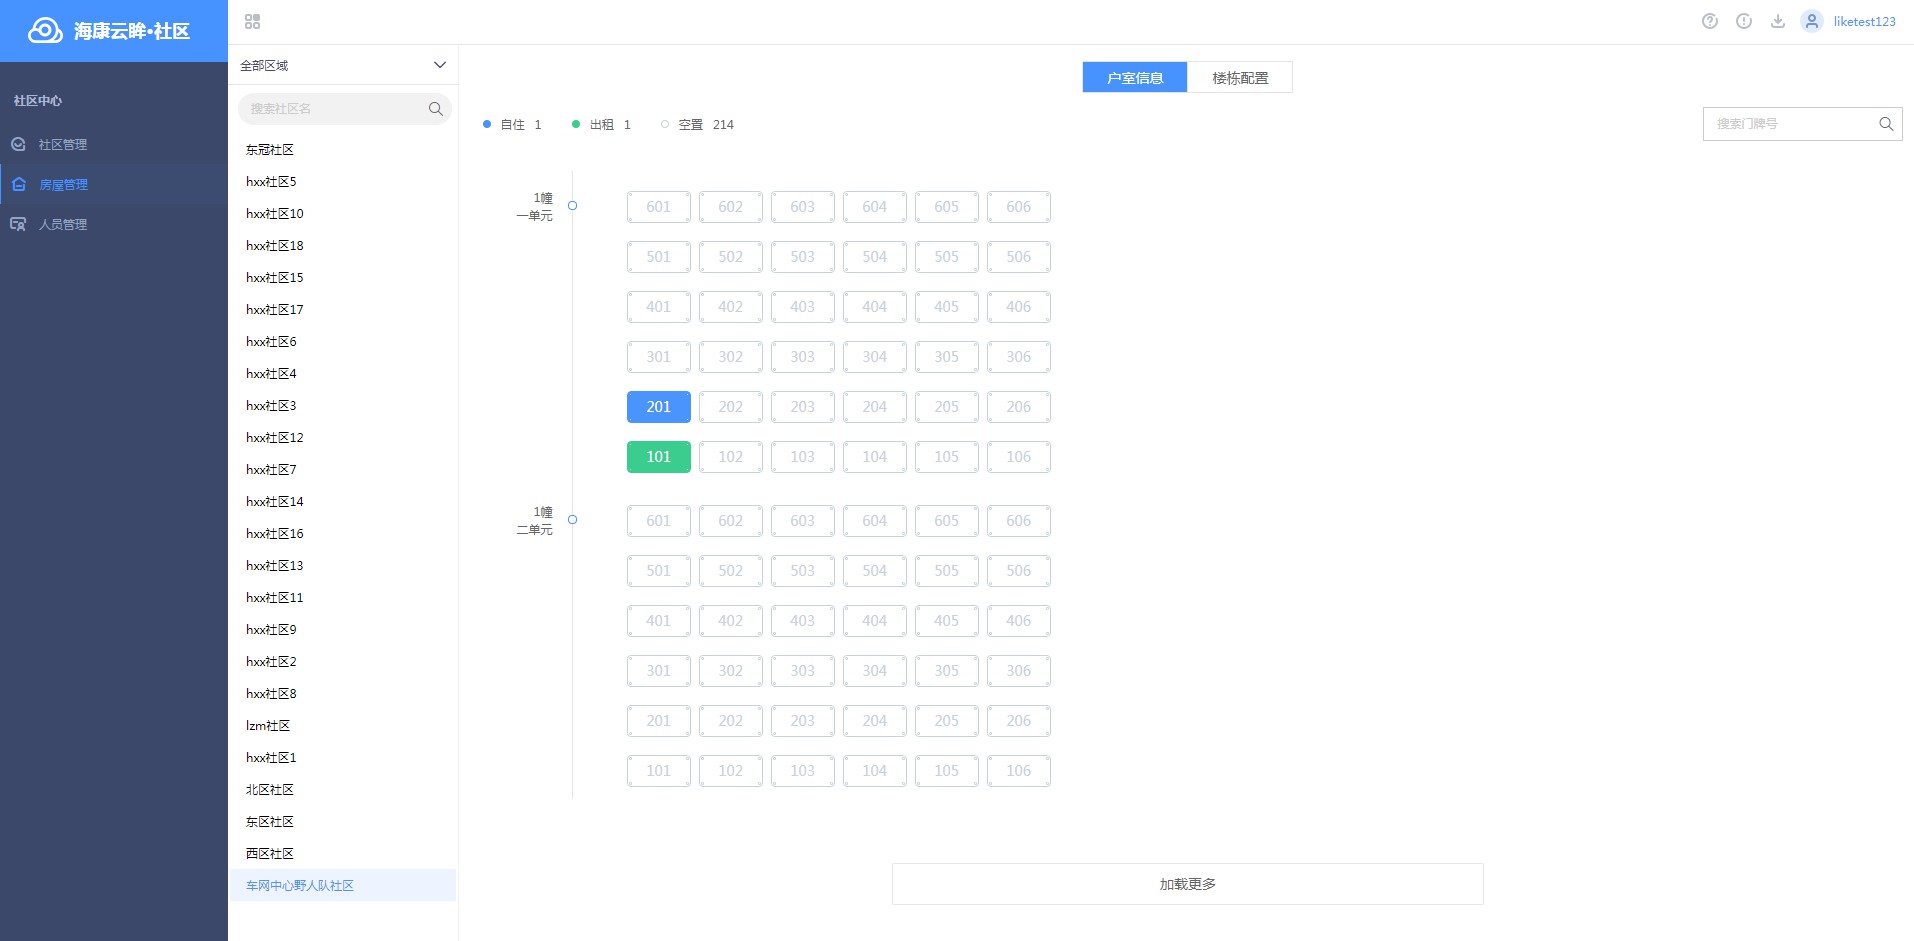 海康云眸·社区
liketest123
社区中心
社区管理
房屋管理
人员管理
全部区域
搜索社区名
东冠社区
hxx社区5
hxx社区10
hxx社区18
hxx社区15
hxx社区17
hxx社区6
hxx社区4
hxx社区3
hxx社区12
hxx社区7
hxx社区14
hxx社区16
hxx社区13
hxx社区11
hxx社区9
hxx社区2
hxx社区8
lzm社区
hxx社区1
北区社区
东区社区
西区社区
车网中心野人队社区
户室信息 楼栋配置
自住 1 出租 1 空置 214
搜索门牌号
1幢
一单元
601 602 603 604 605 606
501 502 503 504 505 506
401 402 403 404 405 406
301 302 303 304 305 306
201 202 203 204 205 206
101 102 103 104 105 106
1幢
二单元
601 602 603 604 605 606
501 502 503 504 505 506
401 402 403 404 405 406
301 302 303 304 305 306
201 202 203 204 205 206
101 102 103 104 105 106
加载更多